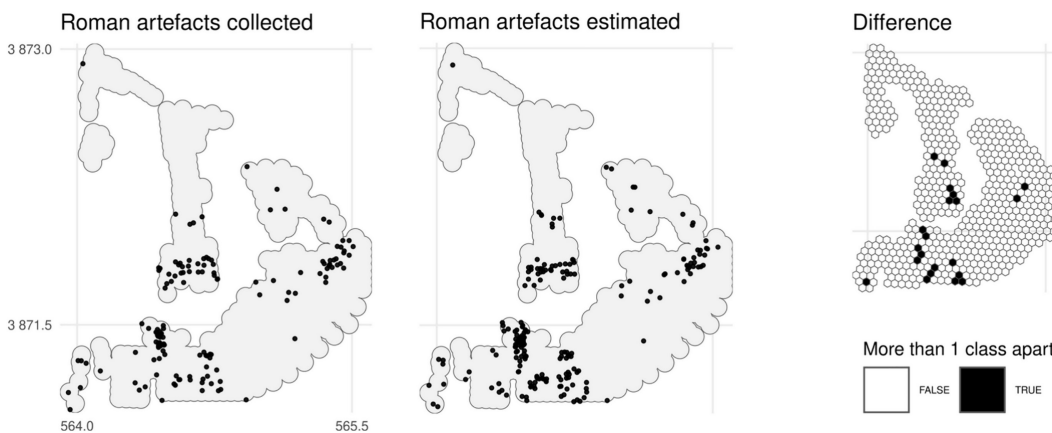 Roman artefacts collected
Roman artefacts estimated
Difference
3 873.0
3 871.5
564.0
565.5
More than 1 class apart
FALSE
TRUE